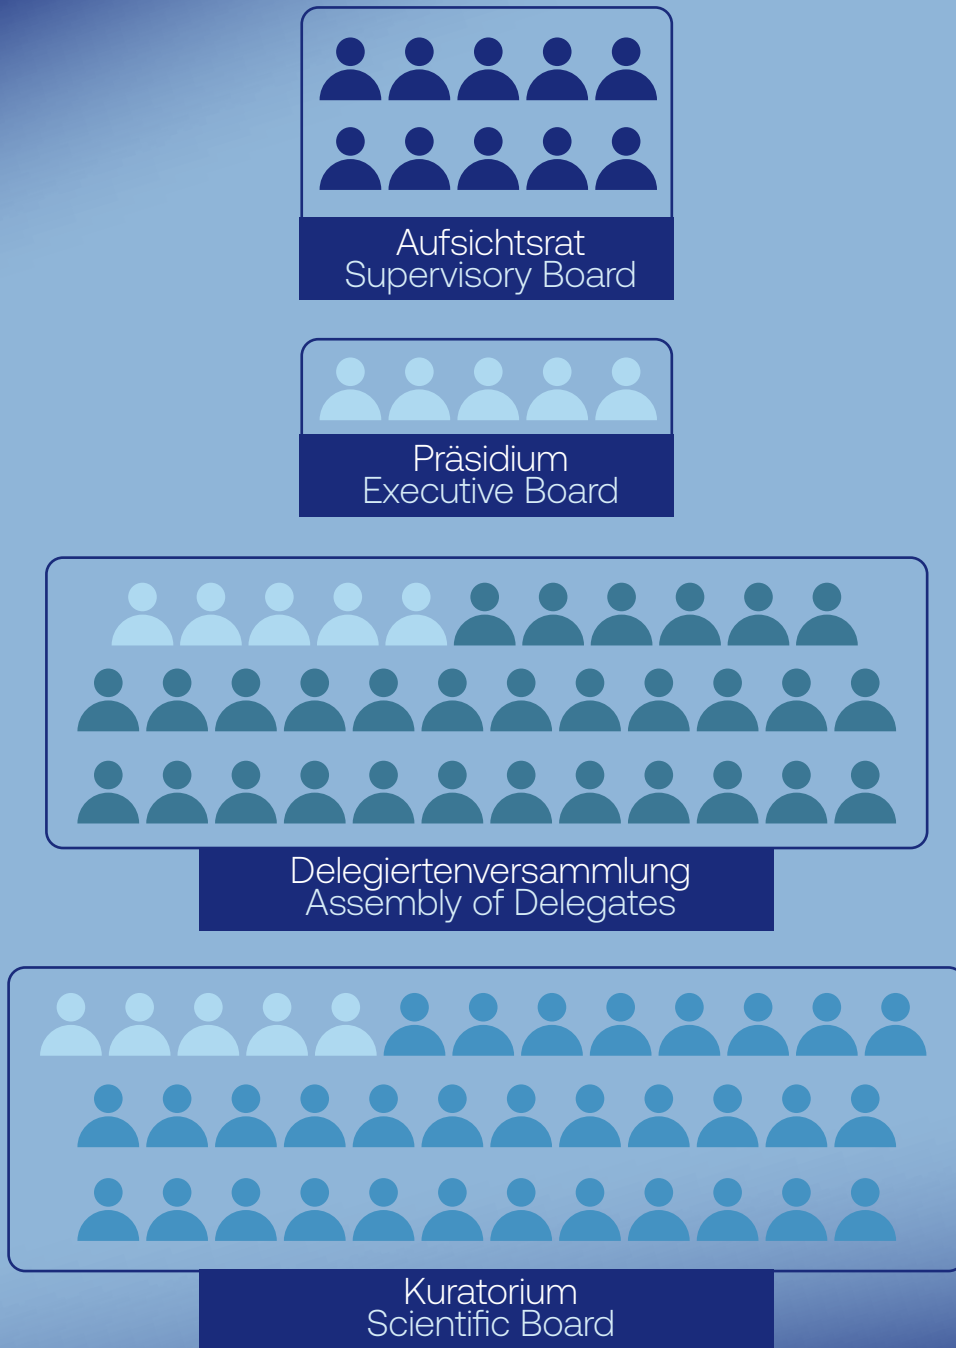 Aufsichtsrat
Supervisory Board
Präsidium
Executive Board
Delegiertenversammlung
Assembly of Delegates
Kuratorium
Scientific Board